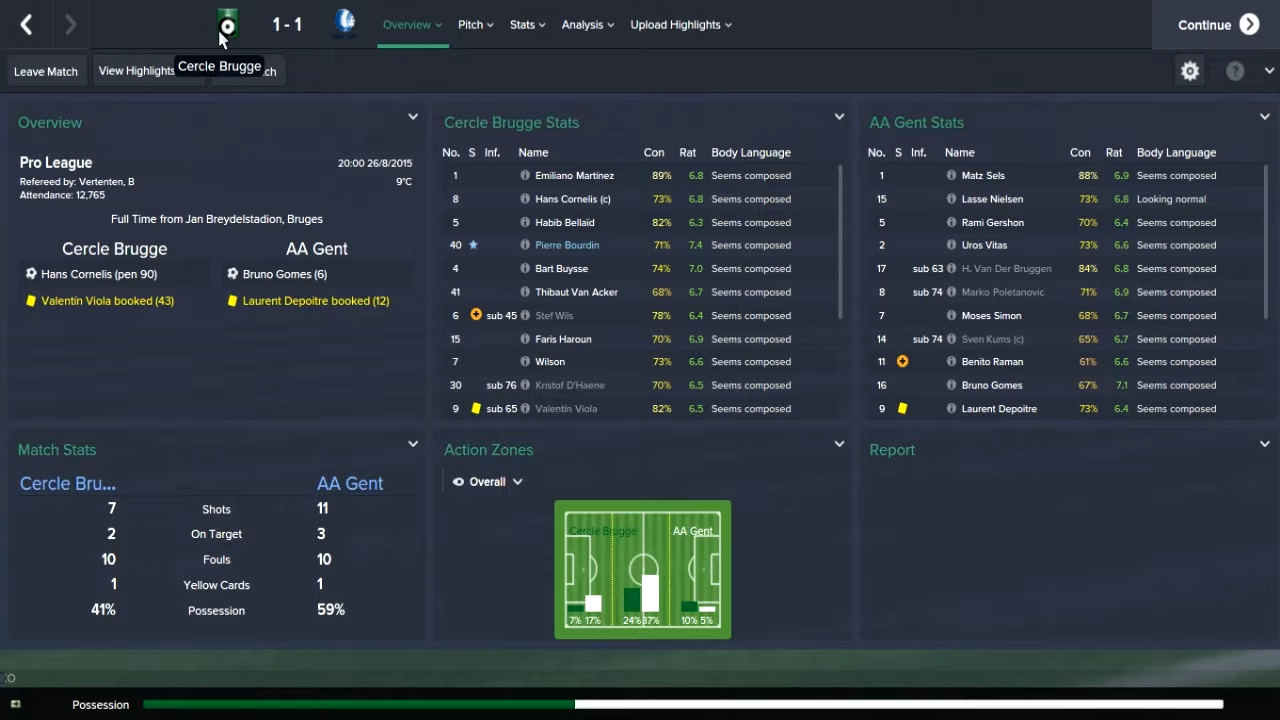 1 - 1
Overview
Pitch
Stats
Analysis
Upload Highlights
Continue
Leave Match
View Highlights
Cercle Brugge
?
Overview
Pro League 20:00 26/8/2015
Refereed by: Vertenten, B 9°C
Attendance: 12,765
Full Time from Jan Breydelstadion, Bruges
Cercle Brugge AA Gent
Hans Cornelis (pen 90) Bruno Gomes (6)
Valentín Viola booked (43) Laurent Depoitre booked (12)
Cercle Brugge Stats
No. S Inf. Name Con Rat Body Language
1 Emiliano Martínez 89% 6.8 Seems composed
8 Hans Cornelis (c) 73% 6.8 Seems composed
5 Habib Bellaïd 82% 6.3 Seems composed
40 Pierre Bourdin 71% 7.4 Seems composed
4 Bart Buysse 74% 7.0 Seems composed
41 Thibaut Van Acker 68% 6.7 Seems composed
6 sub 45 Stef Wils 78% 6.4 Seems composed
15 Faris Haroun 70% 6.9 Seems composed
7 Wilson 73% 6.6 Seems composed
30 sub 76 Kristof D'Haene 70% 6.5 Seems composed
9 sub 65 Valentín Viola 82% 6.5 Seems composed
AA Gent Stats
No. S Inf. Name Con Rat Body Language
1 Matz Sels 88% 6.9 Seems composed
15 Lasse Nielsen 73% 6.8 Looking normal
5 Rami Gershon 70% 6.4 Seems composed
2 Uros Vitas 73% 6.6 Seems composed
17 sub 63 H. Van Der Bruggen 84% 6.8 Seems composed
8 sub 74 Marko Poletanovic 71% 6.9 Seems composed
7 Moses Simon 68% 6.7 Seems composed
14 sub 74 Sven Kums (c) 65% 6.7 Seems composed
11 Benito Raman 61% 6.6 Seems composed
16 Bruno Gomes 67% 7.1 Seems composed
9 Laurent Depoitre 73% 6.4 Seems composed
Match Stats
Cercle Bru... AA Gent
7 Shots 11
2 On Target 3
10 Fouls 10
1 Yellow Cards 1
41% Possession 59%
Action Zones
Overall
Cercle Brugge AA Gent
7% 17% 24% 37% 10% 5%
Report
Possession